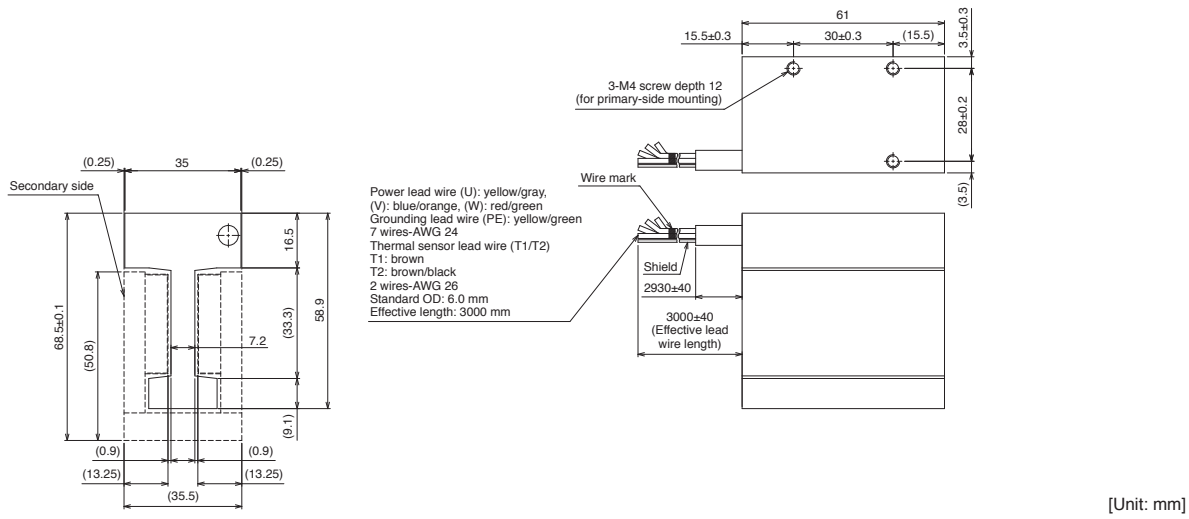 61
15.5±0.3
30±0.3
(15.5)
3.5±0.3
3-M4 screw depth 12
(for primary-side mounting)
28±0.2
(3.5)
(0.25)
35
(0.25)
Secondary side
Wire mark
Power lead wire (U): yellow/gray,
(V): blue/orange, (W): red/green
Grounding lead wire (PE): yellow/green
7 wires-AWG 24
Thermal sensor lead wire (T1/T2)
T1: brown
T2: brown/black
2 wires-AWG 26
Standard OD: 6.0 mm
Effective length: 3000 mm
16.5
Shield
2930±40
3000±40
(Effective lead
wire length)
68.5±0.1
(50.8)
7.2
(33.3)
58.9
(9.1)
(0.9)
(0.9)
(13.25)
(13.25)
(35.5)
[Unit: mm]